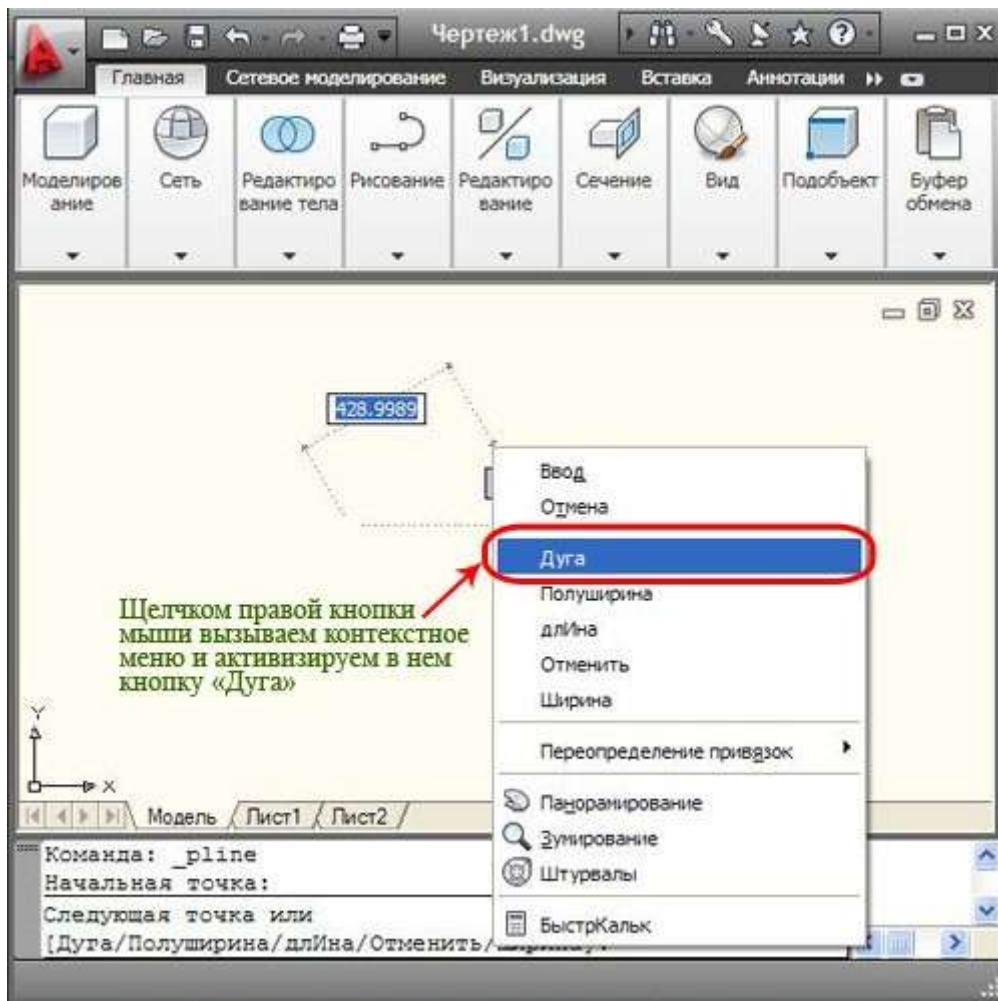 Чертеж1.dwg
Главная Сетевое моделирование Визуализация Вставка Аннотации
Моделиров
ание
Сеть
Редактиро
вание тела
Рисование
Редактиро
вание
Сечение
Вид
Подобъект
Буфер
обмена
428.9989
Ввод
Отмена
Дуга
Полуширина
длИна
Отменить
Ширина
Переопределение привязок
Панорамирование
Зумирование
Штурвалы
БыстрКальк
Щелчком правой кнопки
мыши вызываем контекстное
меню и активизируем в нем
кнопку «Дуга»
Y
X
Модель Лист1 Лист2
Команда: _pline
Начальная точка:
Следующая точка или
[Дуга/Полуширина/длИна/Отменить/